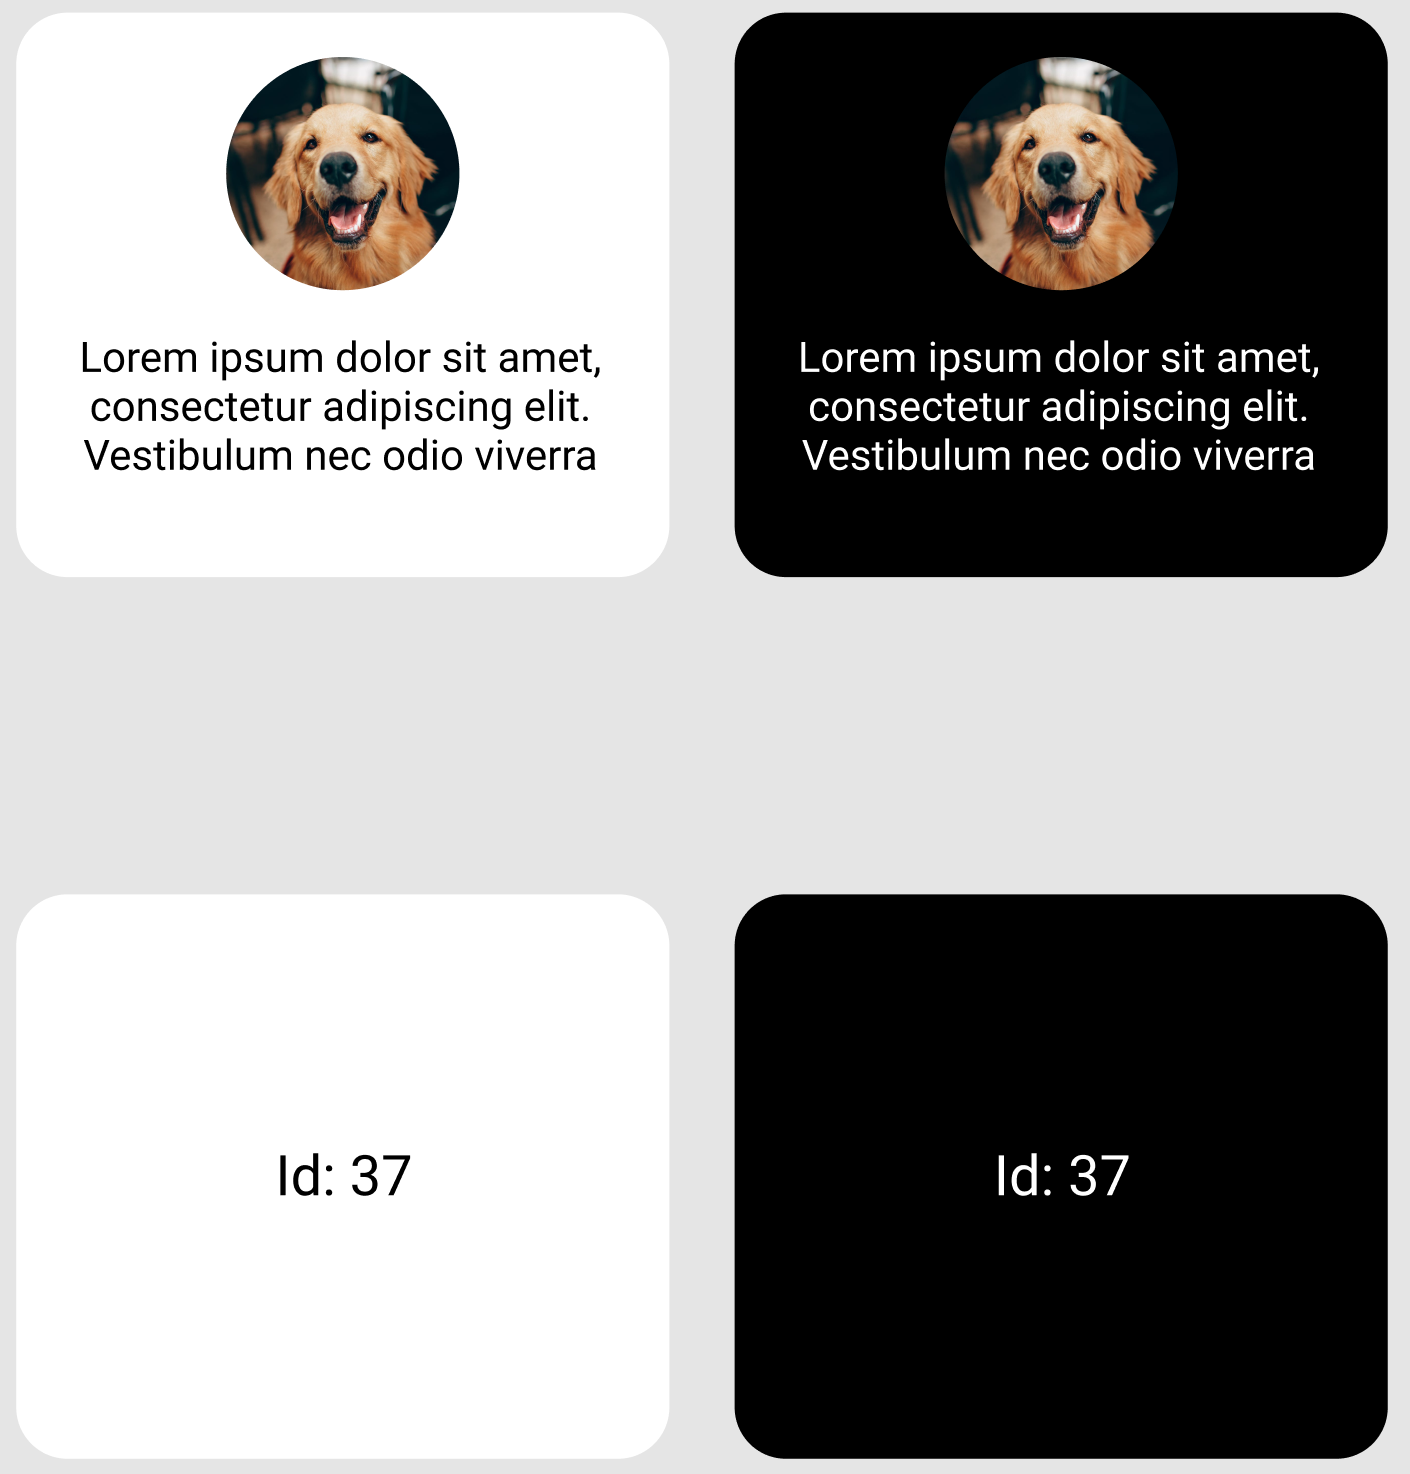 Lorem ipsum dolor sit amet,
consectetur adipiscing elit.
Vestibulum nec odio viverra
Lorem ipsum dolor sit amet,
consectetur adipiscing elit.
Vestibulum nec odio viverra
Id: 37
Id: 37